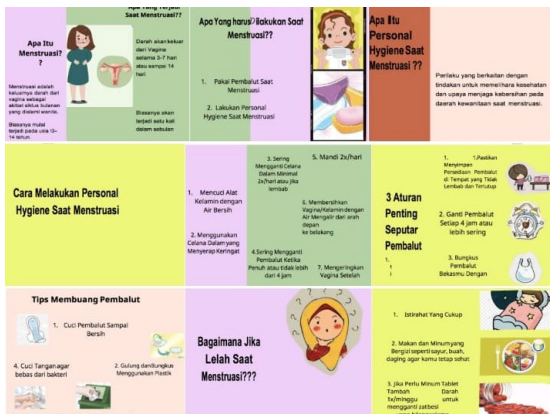 Apa Itu
Menstruasi?
?
Menstruasi adalah
keluarnya darah dari
vagina sebagai
akibat siklus bulanan
yang dialami wanita.
Biasanya mulai
terjadi pada usia 12–
14 tahun.
Saat Menstruasi??
Darah akan keluar
dari Vagina
selama 3-7 hari
atau sampai 14
hari
Biasanya akan
terjadi satu kali
dalam sebulan
Apa Yang harus Dilakukan Saat
Menstruasi??
1. Pakai Pembalut Saat
Menstruasi
2. Lakukan Personal
Hygiene Saat Menstruasi
Apa Itu
Personal
Hygiene Saat
Menstruasi ??
Perilaku yang berkaitan dengan
tindakan untuk memelihara kesehatan
dan upaya menjaga kebersihan pada
daerah kewanitaan saat menstruasi.
Cara Melakukan Personal
Hygiene Saat Menstruasi
1. Mencuci Alat
Kelamin dengan
Air Bersih
2. Menggunakan
Celana Dalam yang
Menyerap Keringat
3. Sering
Mengganti Celana
Dalam Minimal
2x/hari atau jika
lembab
4.Sering Mengganti
Pembalut Ketika
Penuh atau tidak lebih
dari 4 jam
5. Mandi 2x/hari
6. Membersihkan
Vagina/Kelamin dengan
Air Mengalir dari arah
depan
ke belakang
7. Mengeringkan
Vagina Setelah
3 Aturan
Penting
Seputar
Pembalut
1.
1. 1.Pastikan
Menyimpan
Persediaan Pembalut
di Tempat yang Tidak
Lembab dan Tertutup
2. Ganti Pembalut
Setiap 4 jam atau
lebih sering
3. Bungkus
Pembalut
Bekasmu Dengan
Tips Membuang Pembalut
1. Cuci Pembalut Sampai
Bersih
4. Cuci Tangan agar
bebas dari bakteri
2. Gulung dan Bungkus
Menggunakan Plastik
Bagaimana Jika
Lelah Saat
Menstruasi???
1. Istirahat Yang Cukup
2. Makan dan Minum yang
Bergizi seperti sayur, buah,
daging agar kamu tetap sehat
3. Jika Perlu Minum Tablet
Tambah Darah
1x/minggu untuk
mengganti zat besi